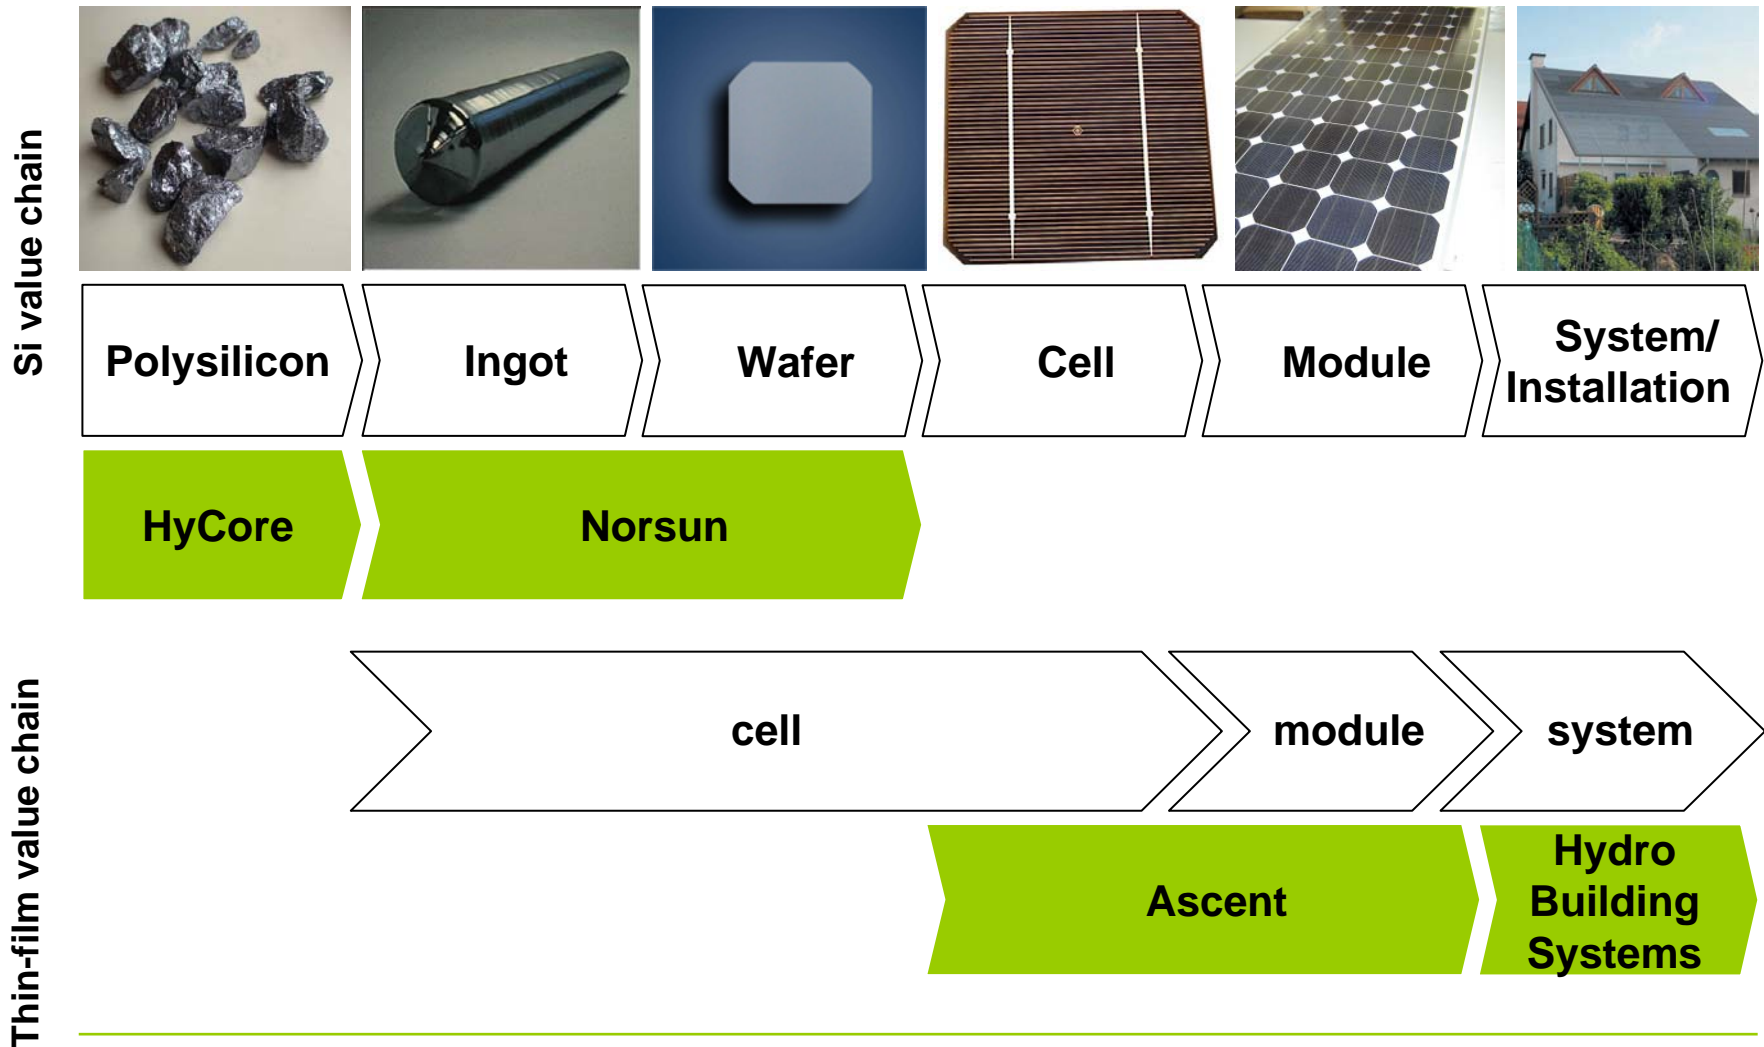 Si value chain
Polysilicon
Ingot
Wafer
Cell
Module
System/
Installation
HyCore
Norsun
Thin-film value chain
cell
module
system
Ascent
Hydro
Building
Systems